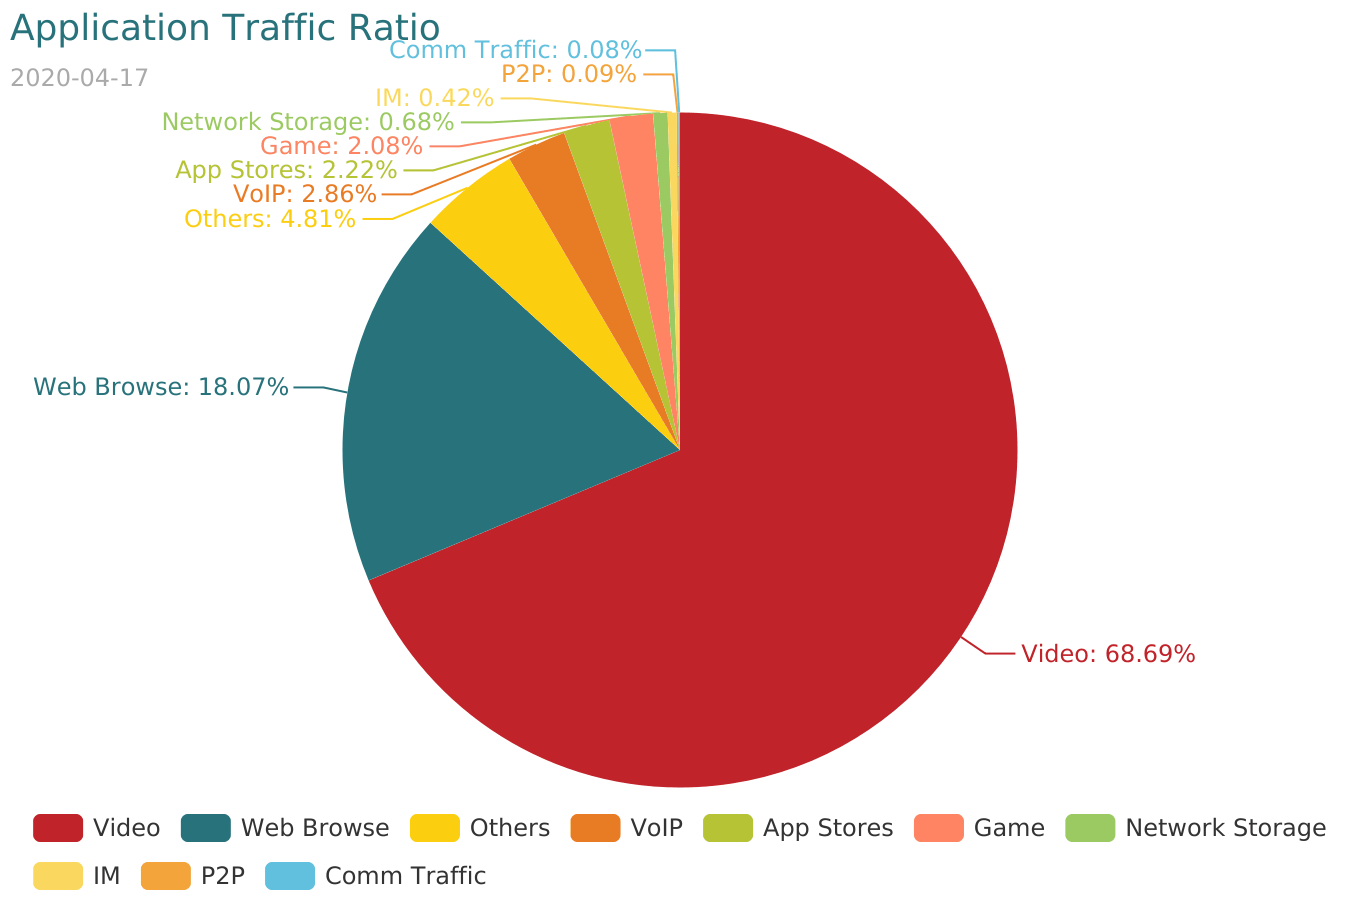 Application Traffic Ratio
2020-04-17
Comm Traffic: 0.08%
P2P: 0.09%
IM: 0.42%
Network Storage: 0.68%
Game: 2.08%
App Stores: 2.22%
VoIP: 2.86%
Others: 4.81%
Web Browse: 18.07%
Video: 68.69%
Video Web Browse Others VoIP App Stores Game Network Storage
IM P2P Comm Traffic